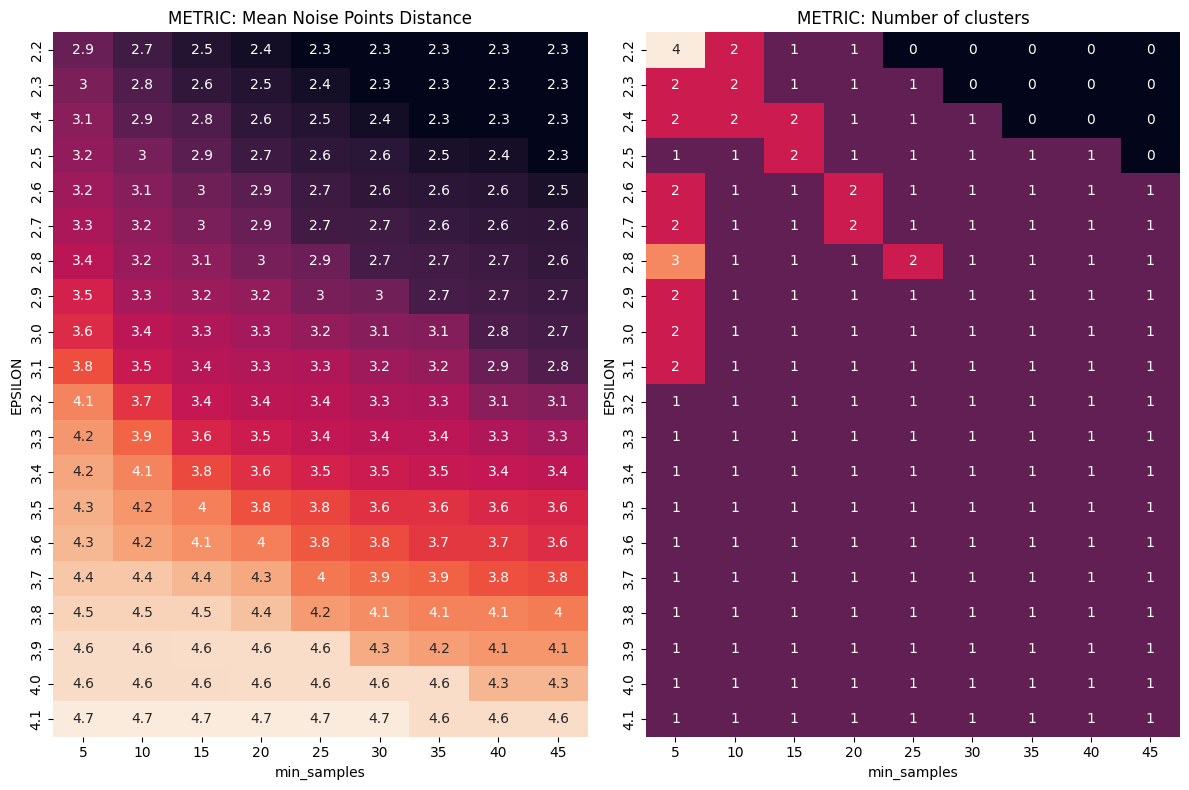 METRIC: Mean Noise Points Distance
EPSILON
2.2 2.9 2.7 2.5 2.4 2.3 2.3 2.3 2.3 2.3
2.3 3 2.8 2.6 2.5 2.4 2.3 2.3 2.3 2.3
2.4 3.1 2.9 2.8 2.6 2.5 2.4 2.3 2.3 2.3
2.5 3.2 3 2.9 2.7 2.6 2.6 2.5 2.4 2.3
2.6 3.2 3.1 3 2.9 2.7 2.6 2.6 2.6 2.5
2.7 3.3 3.2 3 2.9 2.7 2.7 2.6 2.6 2.6
2.8 3.4 3.2 3.1 3 2.9 2.7 2.7 2.7 2.6
2.9 3.5 3.3 3.2 3.2 3 3 2.7 2.7 2.7
3.0 3.6 3.4 3.3 3.3 3.2 3.1 3.1 2.8 2.7
3.1 3.8 3.5 3.4 3.3 3.3 3.2 3.2 2.9 2.8
3.2 4.1 3.7 3.4 3.4 3.4 3.3 3.3 3.1 3.1
3.3 4.2 3.9 3.6 3.5 3.4 3.4 3.4 3.3 3.3
3.4 4.2 4.1 3.8 3.6 3.5 3.5 3.5 3.4 3.4
3.5 4.3 4.2 4 3.8 3.8 3.6 3.6 3.6 3.6
3.6 4.3 4.2 4.1 4 3.8 3.8 3.7 3.7 3.6
3.7 4.4 4.4 4.4 4.3 4 3.9 3.9 3.8 3.8
3.8 4.5 4.5 4.5 4.4 4.2 4.1 4.1 4.1 4
3.9 4.6 4.6 4.6 4.6 4.6 4.3 4.2 4.1 4.1
4.0 4.6 4.6 4.6 4.6 4.6 4.6 4.6 4.3 4.3
4.1 4.7 4.7 4.7 4.7 4.7 4.7 4.6 4.6 4.6
5 10 15 20 25 30 35 40 45
min_samples
METRIC: Number of clusters
EPSILON
2.2 4 2 1 1 0 0 0 0 0
2.3 2 2 1 1 1 0 0 0 0
2.4 2 2 2 1 1 1 0 0 0
2.5 1 1 2 1 1 1 1 1 0
2.6 2 1 1 2 1 1 1 1 1
2.7 2 1 1 2 1 1 1 1 1
2.8 3 1 1 1 2 1 1 1 1
2.9 2 1 1 1 1 1 1 1 1
3.0 2 1 1 1 1 1 1 1 1
3.1 2 1 1 1 1 1 1 1 1
3.2 1 1 1 1 1 1 1 1 1
3.3 1 1 1 1 1 1 1 1 1
3.4 1 1 1 1 1 1 1 1 1
3.5 1 1 1 1 1 1 1 1 1
3.6 1 1 1 1 1 1 1 1 1
3.7 1 1 1 1 1 1 1 1 1
3.8 1 1 1 1 1 1 1 1 1
3.9 1 1 1 1 1 1 1 1 1
4.0 1 1 1 1 1 1 1 1 1
4.1 1 1 1 1 1 1 1 1 1
5 10 15 20 25 30 35 40 45
min_samples